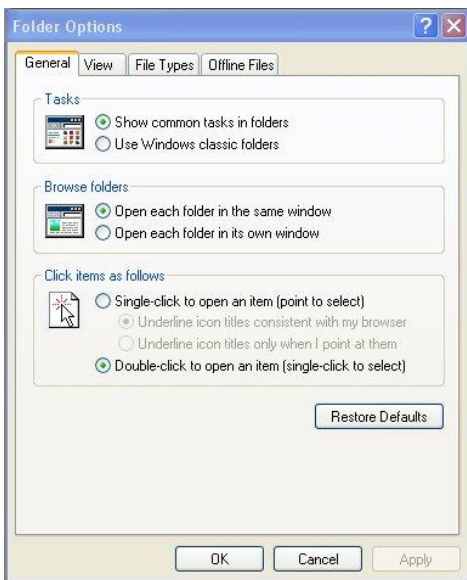 Folder Options
General View File Types Offline Files
Tasks
Show common tasks in folders
Use Windows classic folders
Browse folders
Open each folder in the same window
Open each folder in its own window
Click items as follows
Single-click to open an item (point to select)
Underline icon titles consistent with my browser
Underline icon titles only when I point at them
Double-click to open an item (single-click to select)
Restore Defaults
OK Cancel Apply